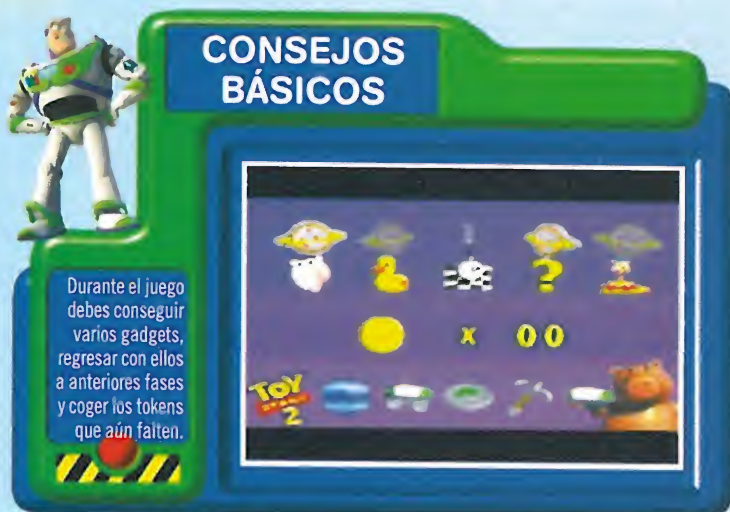 CONSEJOS
BÁSICOS
Durante el juego
debes conseguir
varios gadgets,
regresar con ellos
a anteriores fases
y coger los tokens
que aún falten.
?
x 00
TOY
STORY
2